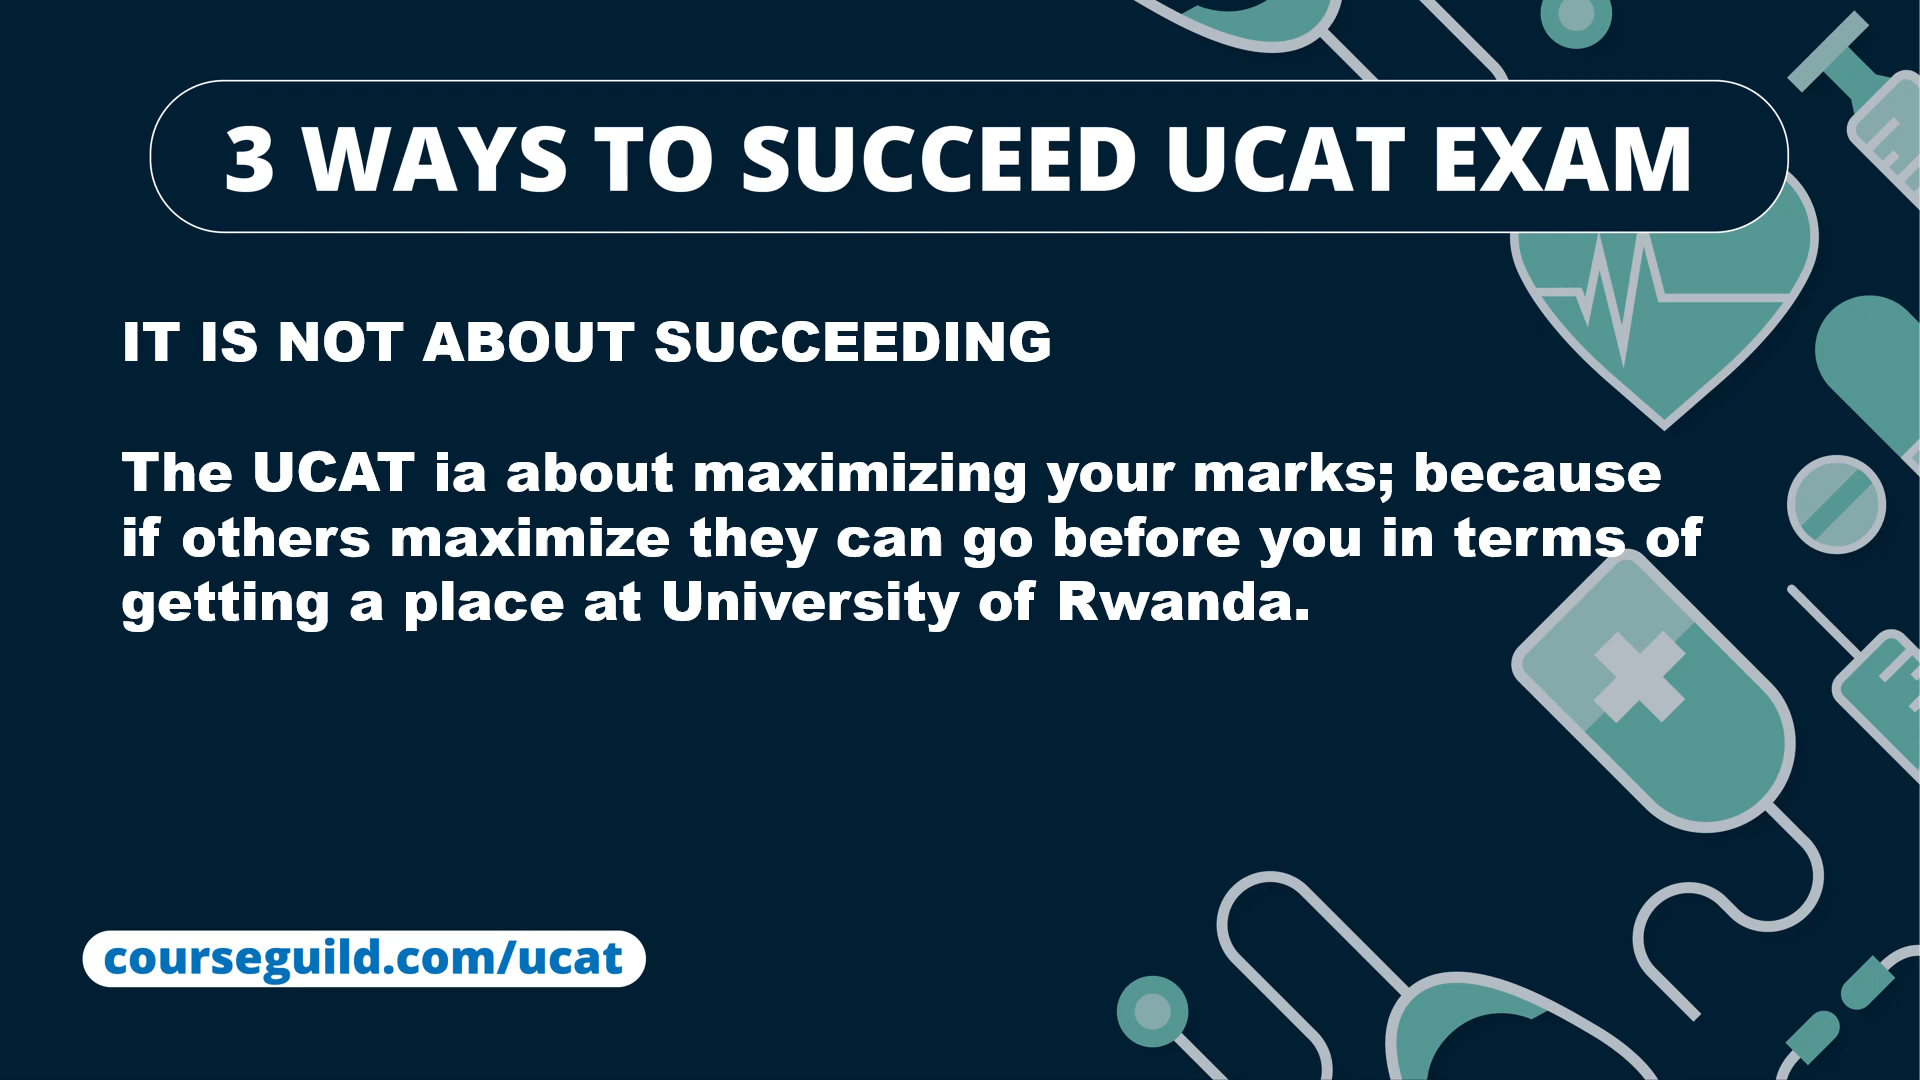 3 WAYS TO SUCCEED UCAT EXAM
IT IS NOT ABOUT SUCCEEDING
The UCAT ia about maximizing your marks; because
if others maximize they can go before you in terms of
getting a place at University of Rwanda.
courseguild.com/ucat